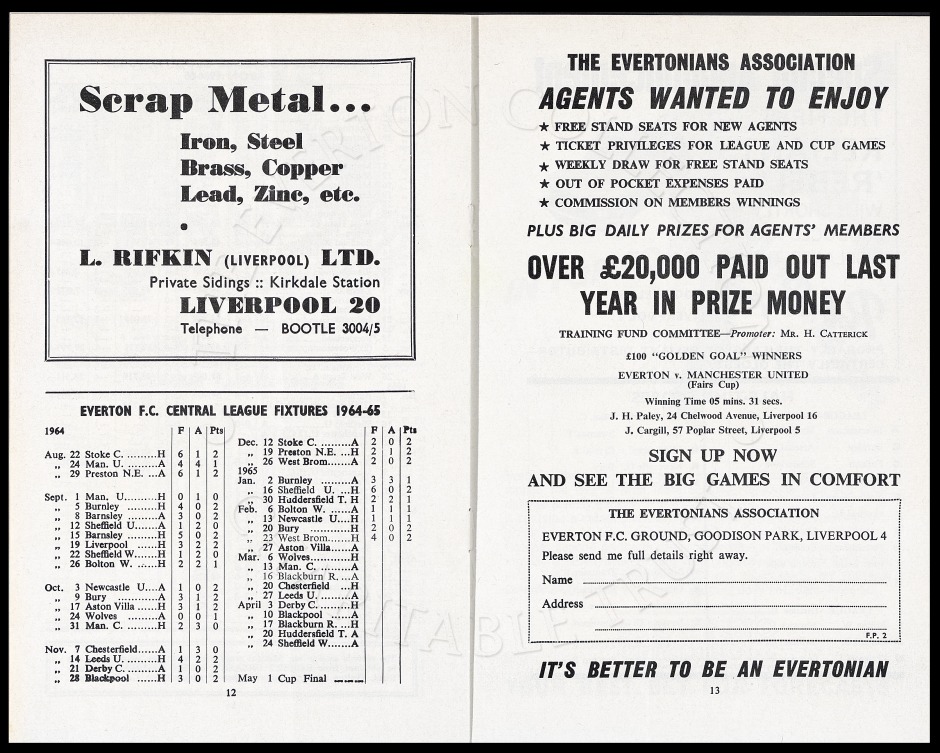 Scrap Metal...
Iron, Steel
Brass, Copper
Lead, Zinc, etc.
L. RIFKIN (LIVERPOOL) LTD.
Private Sidings :: Kirkdale Station
LIVERPOOL 20
Telephone — BOOTLE 3004/5
EVERTON F.C. CENTRAL LEAGUE FIXTURES 1964-65
1964 F A Pts
Aug. 22 Stoke C. .........H 6 1 2
„ 24 Man. U. .........A 4 4 1
„ 29 Preston N.E. ...A 6 1 2
Sept. 1 Man. U.........H 0 1 0
„ 5 Burnley .........H 4 0 2
„ 8 Barnsley .........A 3 0 2
„ 12 Sheffield U....A 1 2 0
„ 15 Barnsley .........H 5 0 2
„ 19 Liverpool ......H 3 2 2
„ 22 Sheffield W....H 1 2 0
„ 26 Bolton W. ......H 2 2 1
Oct. 3 Newcastle U....A 1 0 2
„ 9 Bury ............A 3 1 2
„ 17 Aston Villa ......H 3 1 2
„ 24 Wolves .........A 0 0 1
„ 31 Man. C. .........H 2 3 0
Nov. 7 Chesterfield......A 1 3 0
„ 14 Leeds U. .........H 4 2 2
„ 21 Derby C. .........A 1 0 2
„ 28 Blackpool ......H 3 0 2
F A Pts
Dec. 12 Stoke C. .........A 2 0 2
„ 19 Preston N.E. ...H 2 1 2
„ 26 West Brom.......A 2 0 2
1965
Jan. 2 Burnley .........A 3 3 1
„ 16 Sheffield U. ...H 6 0 2
„ 30 Huddersfield T. H 2 2 1
Feb. 6 Bolton W. ......A 1 1 1
„ 13 Newcastle U....H 1 1 1
„ 20 Bury ............H 2 0 2
„ 23 West Brom.......H 4 0 2
„ 27 Aston Villa......A
Mar. 6 Wolves............H
„ 13 Man. C. .........A
„ 16 Blackburn R. ...A
„ 20 Chesterfield ...H
„ 27 Leeds U. .........A
April 3 Derby C. .........H
„ 10 Blackpool ......A
„ 17 Blackburn R. ...H
„ 20 Huddersfield T. A
„ 24 Sheffield W......A
May 1 Cup Final
12
THE EVERTONIANS ASSOCIATION
AGENTS WANTED TO ENJOY
★ FREE STAND SEATS FOR NEW AGENTS
★ TICKET PRIVILEGES FOR LEAGUE AND CUP GAMES
★ WEEKLY DRAW FOR FREE STAND SEATS
★ OUT OF POCKET EXPENSES PAID
★ COMMISSION ON MEMBERS WINNINGS
PLUS BIG DAILY PRIZES FOR AGENTS' MEMBERS
OVER £20,000 PAID OUT LAST
YEAR IN PRIZE MONEY
TRAINING FUND COMMITTEE—Promoter: MR. H. CATTERICK
£100 "GOLDEN GOAL" WINNERS
EVERTON v. MANCHESTER UNITED
(Fairs Cup)
Winning Time 05 mins. 31 secs.
J. H. Paley, 24 Chelwood Avenue, Liverpool 16
J. Cargill, 57 Poplar Street, Liverpool 5
SIGN UP NOW
AND SEE THE BIG GAMES IN COMFORT
THE EVERTONIANS ASSOCIATION
EVERTON F.C. GROUND, GOODISON PARK, LIVERPOOL 4
Please send me full details right away.
Name
Address
F.P. 2
IT'S BETTER TO BE AN EVERTONIAN
13